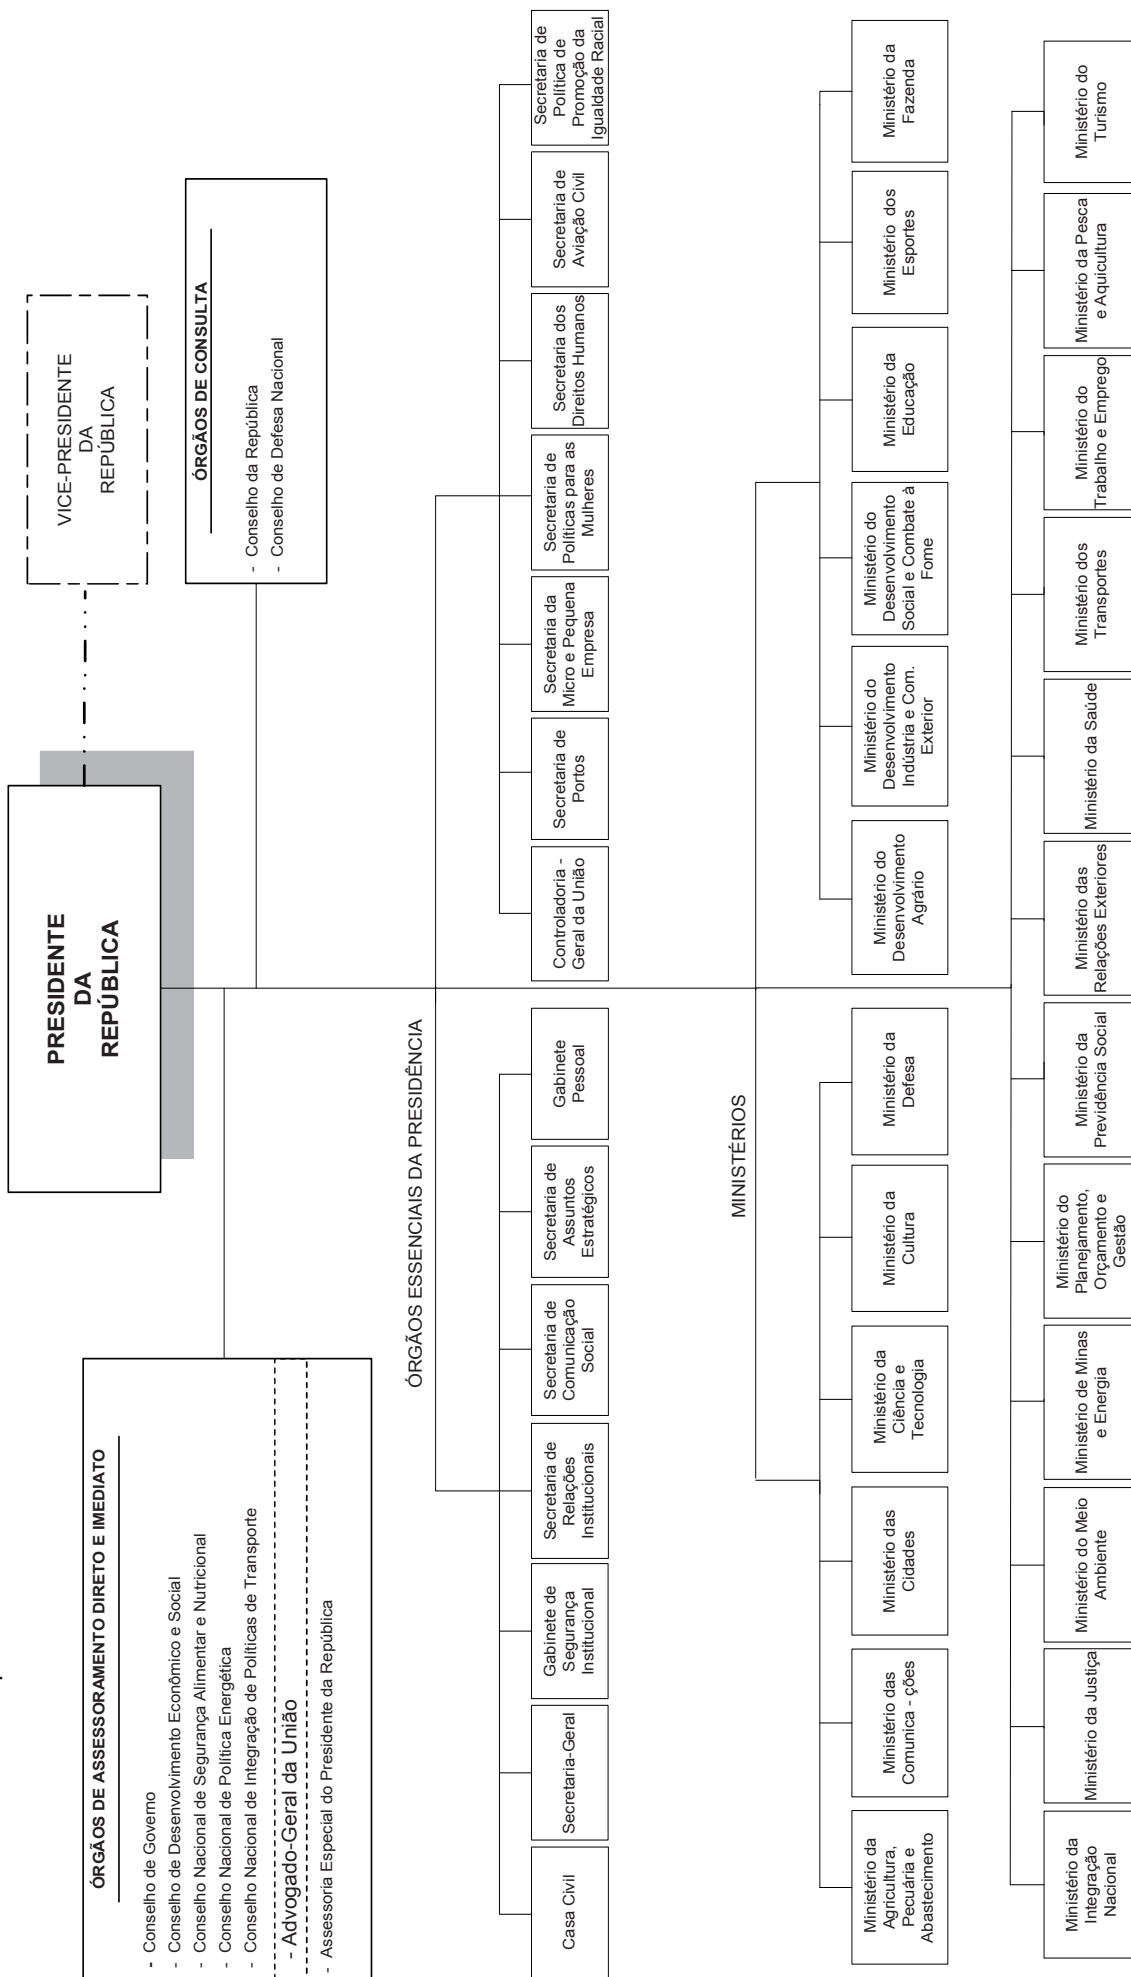 PRESIDENTE
DA
REPÚBLICA
VICE-PRESIDENTE
DA
REPÚBLICA
ÓRGÃOS DE ASSESSORAMENTO DIRETO E IMEDIATO
- Conselho de Governo
- Conselho de Desenvolvimento Econômico e Social
- Conselho Nacional de Segurança Alimentar e Nutricional
- Conselho Nacional de Política Energética
- Conselho Nacional de Integração de Políticas de Transporte
- Advogado-Geral da União
- Assessoria Especial do Presidente da República
ÓRGÃOS DE CONSULTA
- Conselho da República
- Conselho de Defesa Nacional
ÓRGÃOS ESSENCIAIS DA PRESIDÊNCIA
Casa Civil
Secretaria-Geral
Gabinete de
Segurança
Institucional
Secretaria de
Relações
Institucionais
Secretaria de
Comunicação
Social
Secretaria de
Assuntos
Estratégicos
Gabinete
Pessoal
Controladoria -
Geral da União
Secretaria de
Portos
Secretaria da
Micro e Pequena
Empresa
Secretaria de
Políticas para as
Mulheres
Secretaria dos
Direitos Humanos
Secretaria de
Aviação Civil
Secretaria de
Política de
Promoção da
Igualdade Racial
MINISTÉRIOS
Ministério da
Agricultura,
Pecuária e
Abastecimento
Ministério das
Comunica - ções
Ministério das
Cidades
Ministério da
Ciência e
Tecnologia
Ministério da
Cultura
Ministério da
Defesa
Ministério do
Desenvolvimento
Agrário
Ministério do
Desenvolvimento
Indústria e Com.
Exterior
Ministério do
Desenvolvimento
Social e Combate à
Fome
Ministério da
Educação
Ministério dos
Esportes
Ministério da
Fazenda
Ministério da
Integração
Nacional
Ministério da Justiça
Ministério do Meio
Ambiente
Ministério de Minas
e Energia
Ministério do
Planejamento,
Orçamento e
Gestão
Ministério da
Previdência Social
Ministério das
Relações Exteriores
Ministério da Saúde
Ministério dos
Transportes
Ministério do
Trabalho e Emprego
Ministério da Pesca
e Aquicultura
Ministério do
Turismo